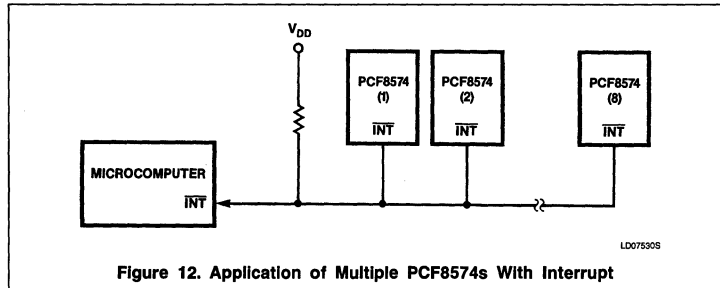 VDD
PCF8574
(1)
INT
PCF8574
(2)
INT
PCF8574
(8)
INT
MICROCOMPUTER
INT
LD07530S
Figure 12. Application of Multiple PCF8574s With Interrupt